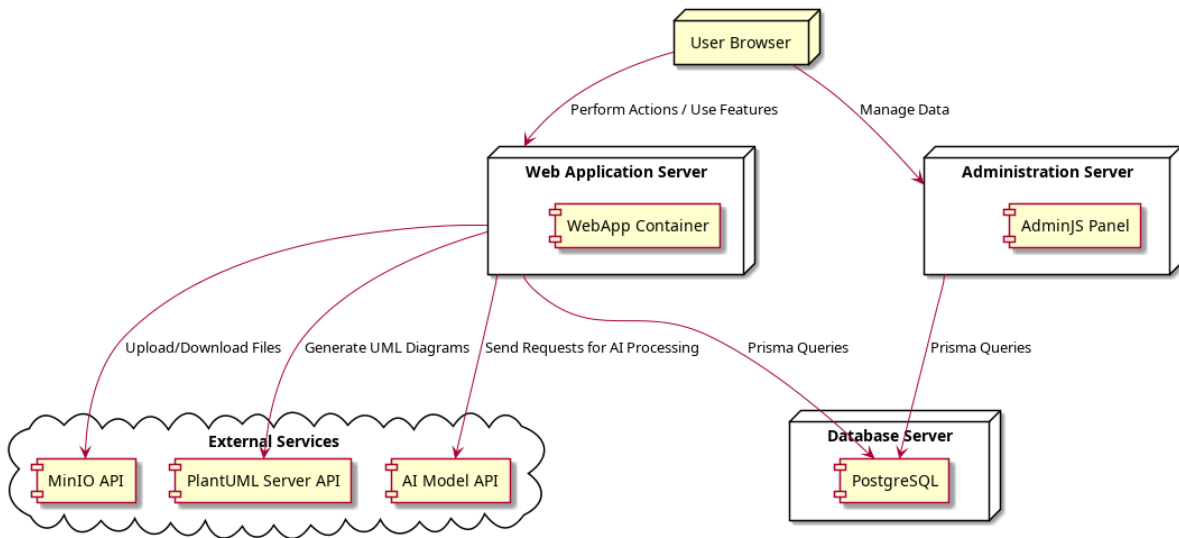 User Browser
Perform Actions / Use Features
Manage Data
Web Application Server
WebApp Container
Administration Server
AdminJS Panel
Upload/Download Files
Generate UML Diagrams
Send Requests for AI Processing
Prisma Queries
Prisma Queries
External Services
MinIO API
PlantUML Server API
AI Model API
Database Server
PostgreSQL